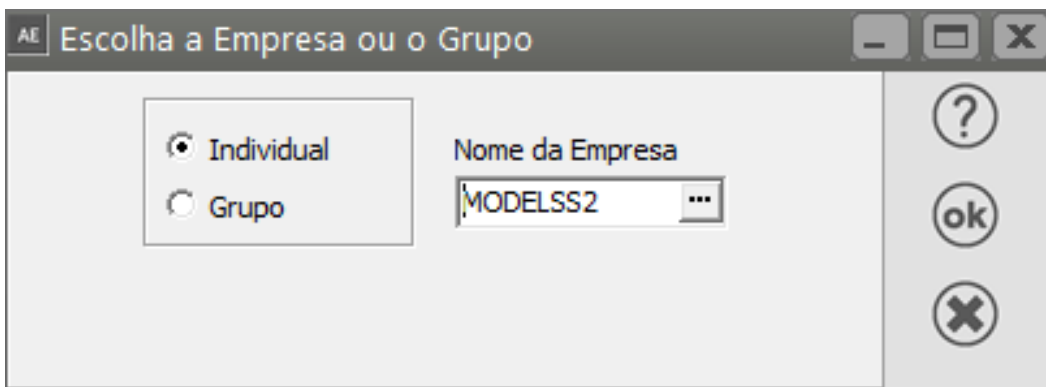 AE Escolha a Empresa ou o Grupo
Individual
Nome da Empresa
Grupo
MODELSS2 ...
?
ok